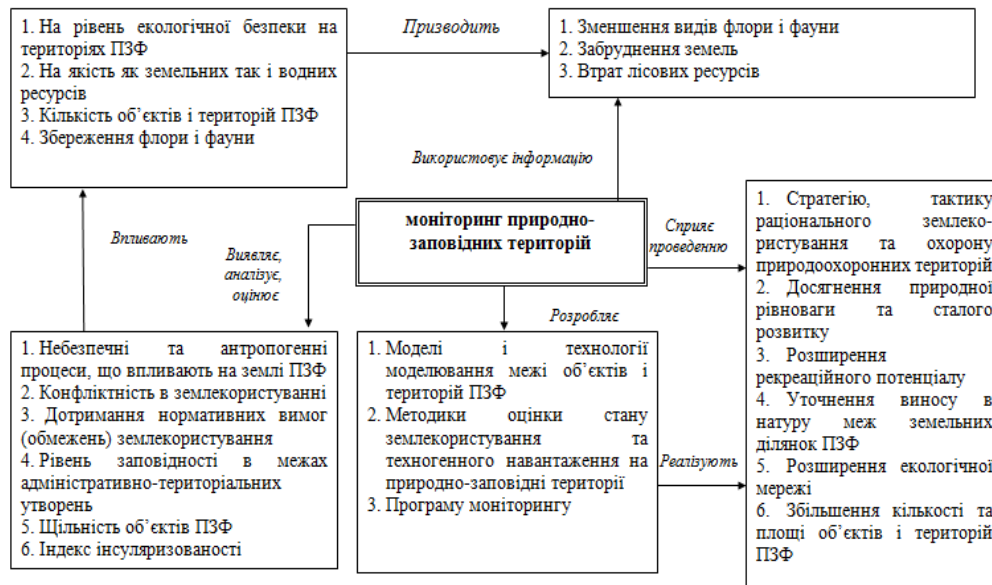 1. На рівень екологічної безпеки на
територіях ПЗФ
2. На якість як земельних так і водних
ресурсів
3. Кількість об’єктів і територій ПЗФ
4. Збереження флори і фауни
Призводить
1. Зменшення видів флори і фауни
2. Забруднення земель
3. Втрат лісових ресурсів
Використовує інформацію
Впливають
моніторинг природно-
заповідних територій
Виявляє,
аналізує,
оцінює
Сприяє
проведенню
Розробляє
1. Стратегію, тактику
раціонального землеко-
ристування та охорону
природоохоронних територій
2. Досягнення природної
рівноваги та сталого
розвитку
3. Розширення
рекреаційного потенціалу
4. Уточнення виносу в
натуру меж земельних
ділянок ПЗФ
5. Розширення екологічної
мережі
6. Збільшення кількості та
площі об’єктів і територій
ПЗФ
1. Небезпечні та антропогенні
процеси, що впливають на землі ПЗФ
2. Конфліктність в землекористуванні
3. Дотримання нормативних вимог
(обмежень) землекористування
4. Рівень заповідності в межах
адміністративно-територіальних
утворень
5. Щільність об’єктів ПЗФ
6. Індекс інсуляризованості
1. Моделі і технології
моделювання межі об’єктів і
територій ПЗФ
2. Методики оцінки стану
землекористування та
техногенного навантаження на
природно-заповідні території
3. Програму моніторингу
Реалізують